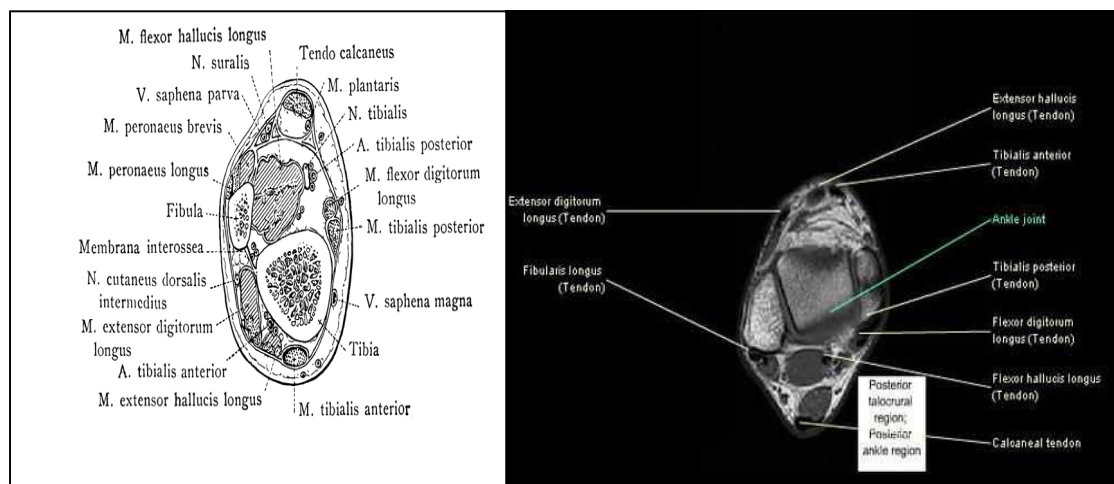 M. flexor hallucis longus
N. suralis
V. saphena parva
M. peronaeus brevis
M. peronaeus longus
Fibula
Membrana interossea
N. cutaneus dorsalis
intermedius
M. extensor digitorum
longus
A. tibialis anterior
M. extensor hallucis longus
Tendo calcaneus
M. plantaris
N. tibialis
A. tibialis posterior
M. flexor digitorum
longus
M. tibialis posterior
V. saphena magna
Tibia
M. tibialis anterior
Extensor digitorum
longus (Tendon)
Fibularis longus
(Tendon)
Extensor hallucis
longus (Tendon)
Tibialis anterior
(Tendon)
Ankle joint
Tibialis posterior
(Tendon)
Flexor digitorum
longus (Tendon)
Flexor hallucis longus
(Tendon)
Calcaneal tendon
Posterior
talocrural
region;
Posterior
ankle region